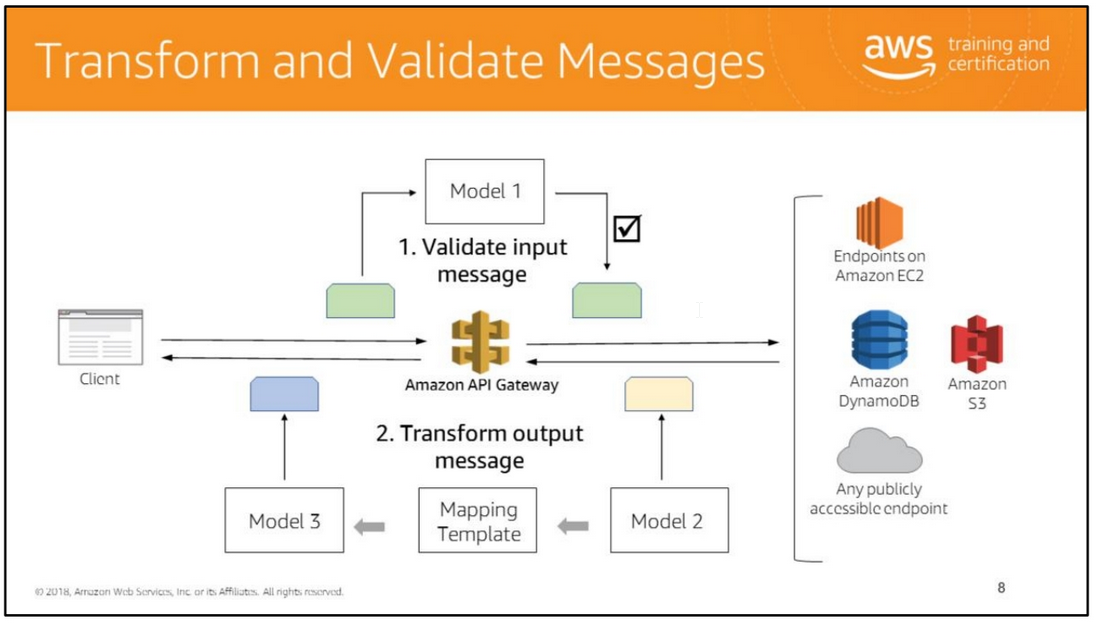 Transform and Validate Messages
aws training and
certification
Model 1
1. Validate input
message
Endpoints on
Amazon EC2
Client
Amazon API Gateway
Amazon
DynamoDB
Amazon
S3
2. Transform output
message
Any publicly
accessible endpoint
Model 3
Mapping
Template
Model 2
© 2018, Amazon Web Services, Inc. or its Affiliates. All rights reserved.
8